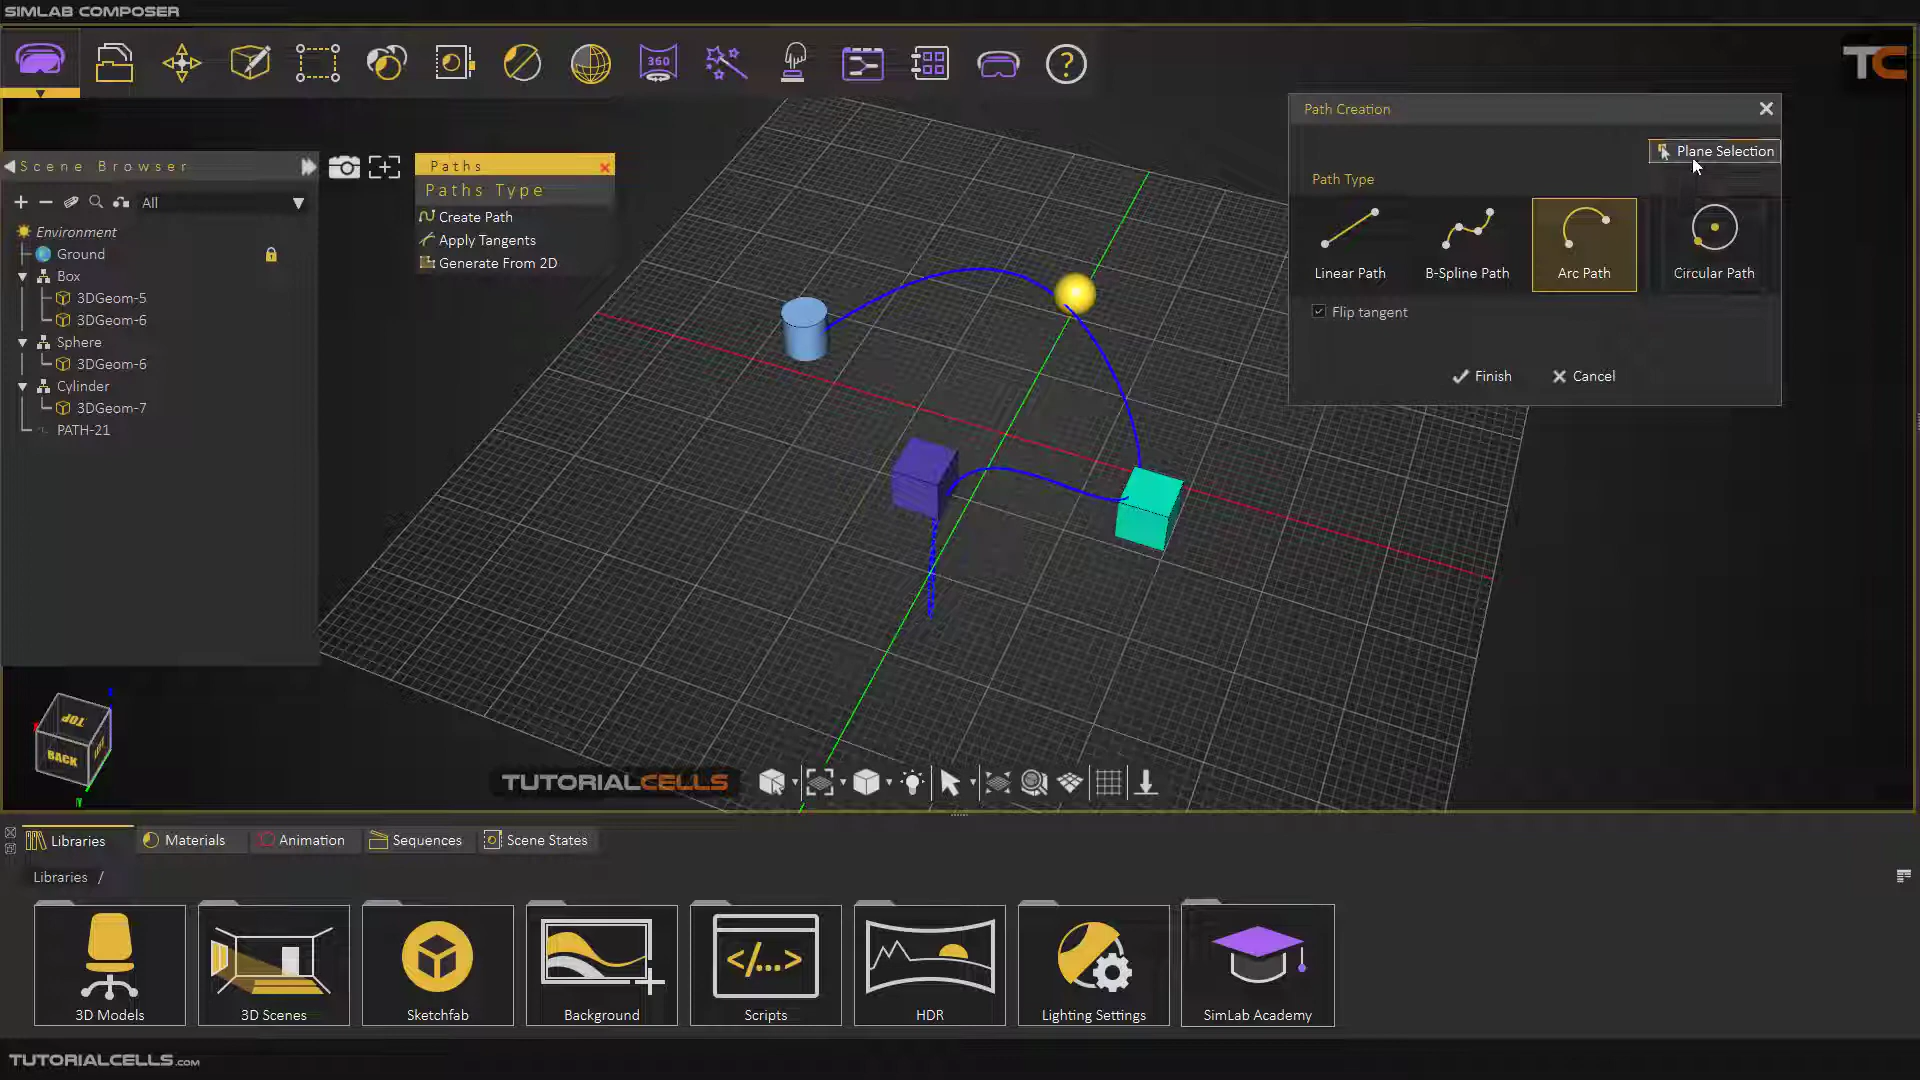 SIMLAB COMPOSER
360
?
TC
Path Creation
Plane Selection
Path Type
Linear Path
B-Spline Path
Arc Path
Circular Path
Flip tangent
Finish
Cancel
Scene Browser
All
Environment
Ground
Box
3DGeom-5
3DGeom-6
Sphere
3DGeom-6
Cylinder
3DGeom-7
PATH-21
Paths
Paths Type
Create Path
Apply Tangents
Generate From 2D
TOP
BACK
TUTORIALCELLS
Libraries
Materials
Animation
Sequences
Scene States
Libraries /
3D Models
3D Scenes
Sketchfab
Background
</...>
Scripts
HDR
Lighting Settings
SimLab Academy
TUTORIALCELLS.COM